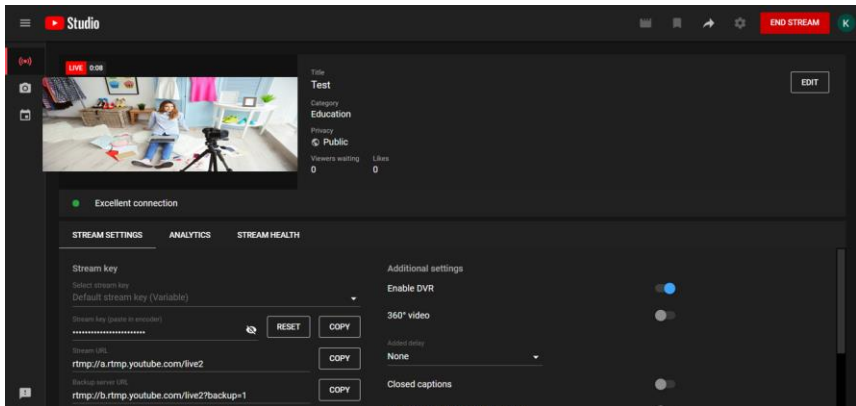 Studio
END STREAM
K
LIVE 0:08
Title
Test
EDIT
Category
Education
Privacy
Public
Viewers waiting Likes
0 0
Excellent connection
STREAM SETTINGS ANALYTICS STREAM HEALTH
Stream key
Select stream key
Default stream key (Variable)
Stream key (paste in encoder)
•••••••••••••••••••••••• RESET COPY
Stream URL
rtmp://a.rtmp.youtube.com/live2 COPY
Backup server URL
rtmp://b.rtmp.youtube.com/live2?backup=1 COPY
Additional settings
Enable DVR
360° video
Added delay
None
Closed captions